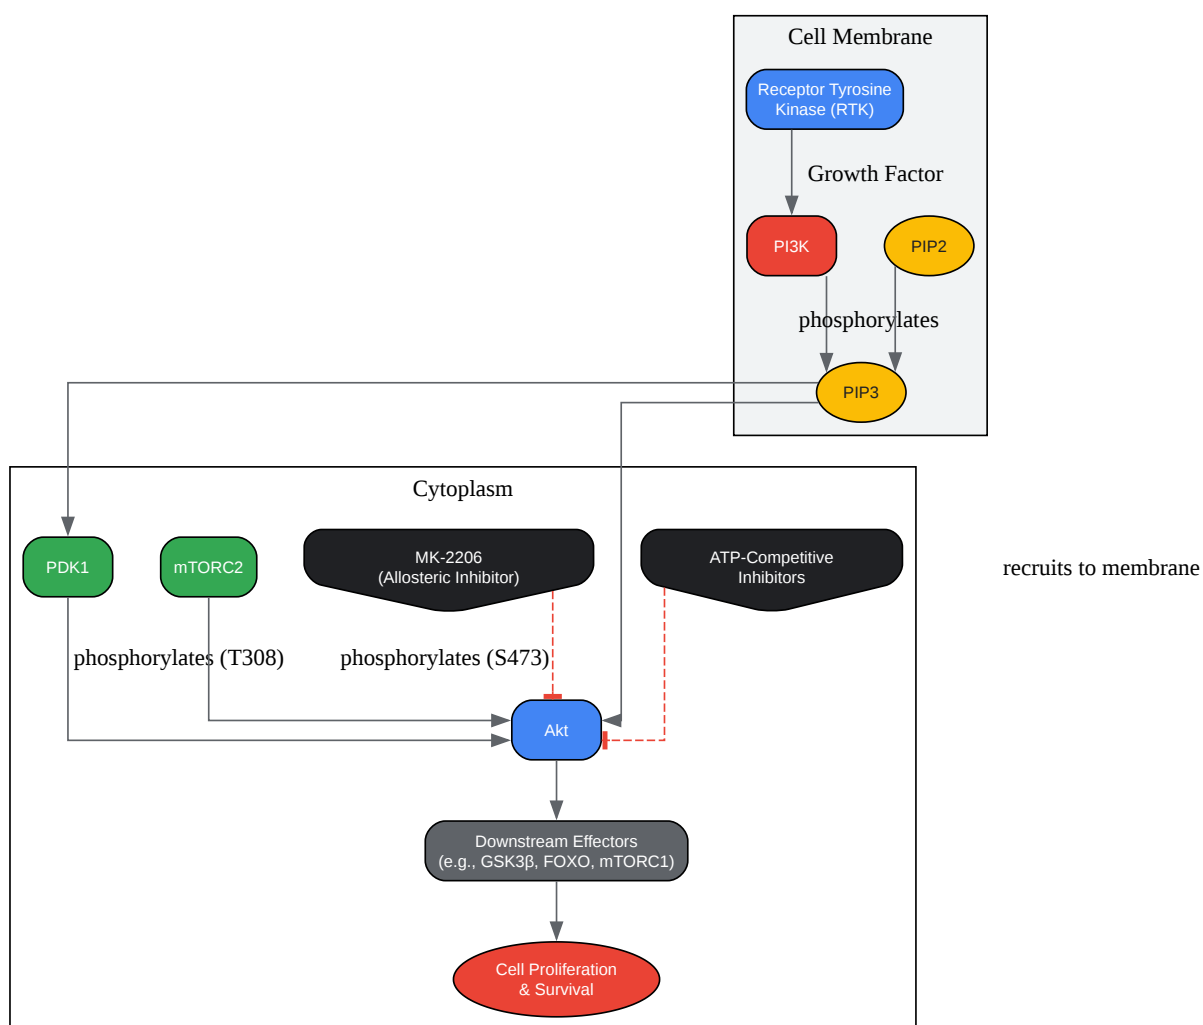 Cell Membrane
Receptor Tyrosine
Kinase (RTK)
Growth Factor
PI3K
PIP2
phosphorylates
PIP3
Cytoplasm
PDK1
mTORC2
MK-2206
(Allosteric Inhibitor)
ATP-Competitive
Inhibitors
recruits to membrane
phosphorylates (T308)
phosphorylates (S473)
Akt
Downstream Effectors
(e.g., GSK3β, FOXO, mTORC1)
Cell Proliferation
& Survival